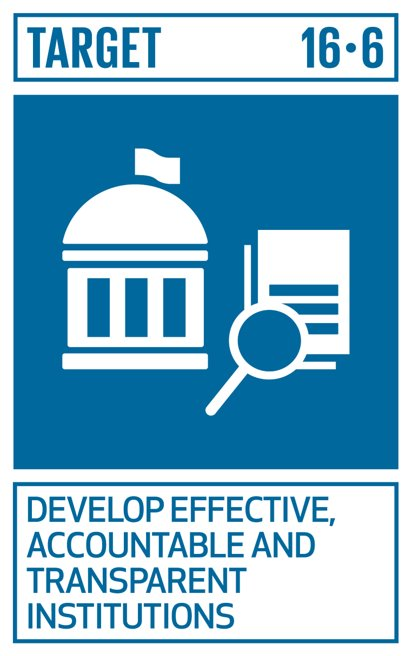 TARGET 16·6
DEVELOP EFFECTIVE,
ACCOUNTABLE AND
TRANSPARENT
INSTITUTIONS